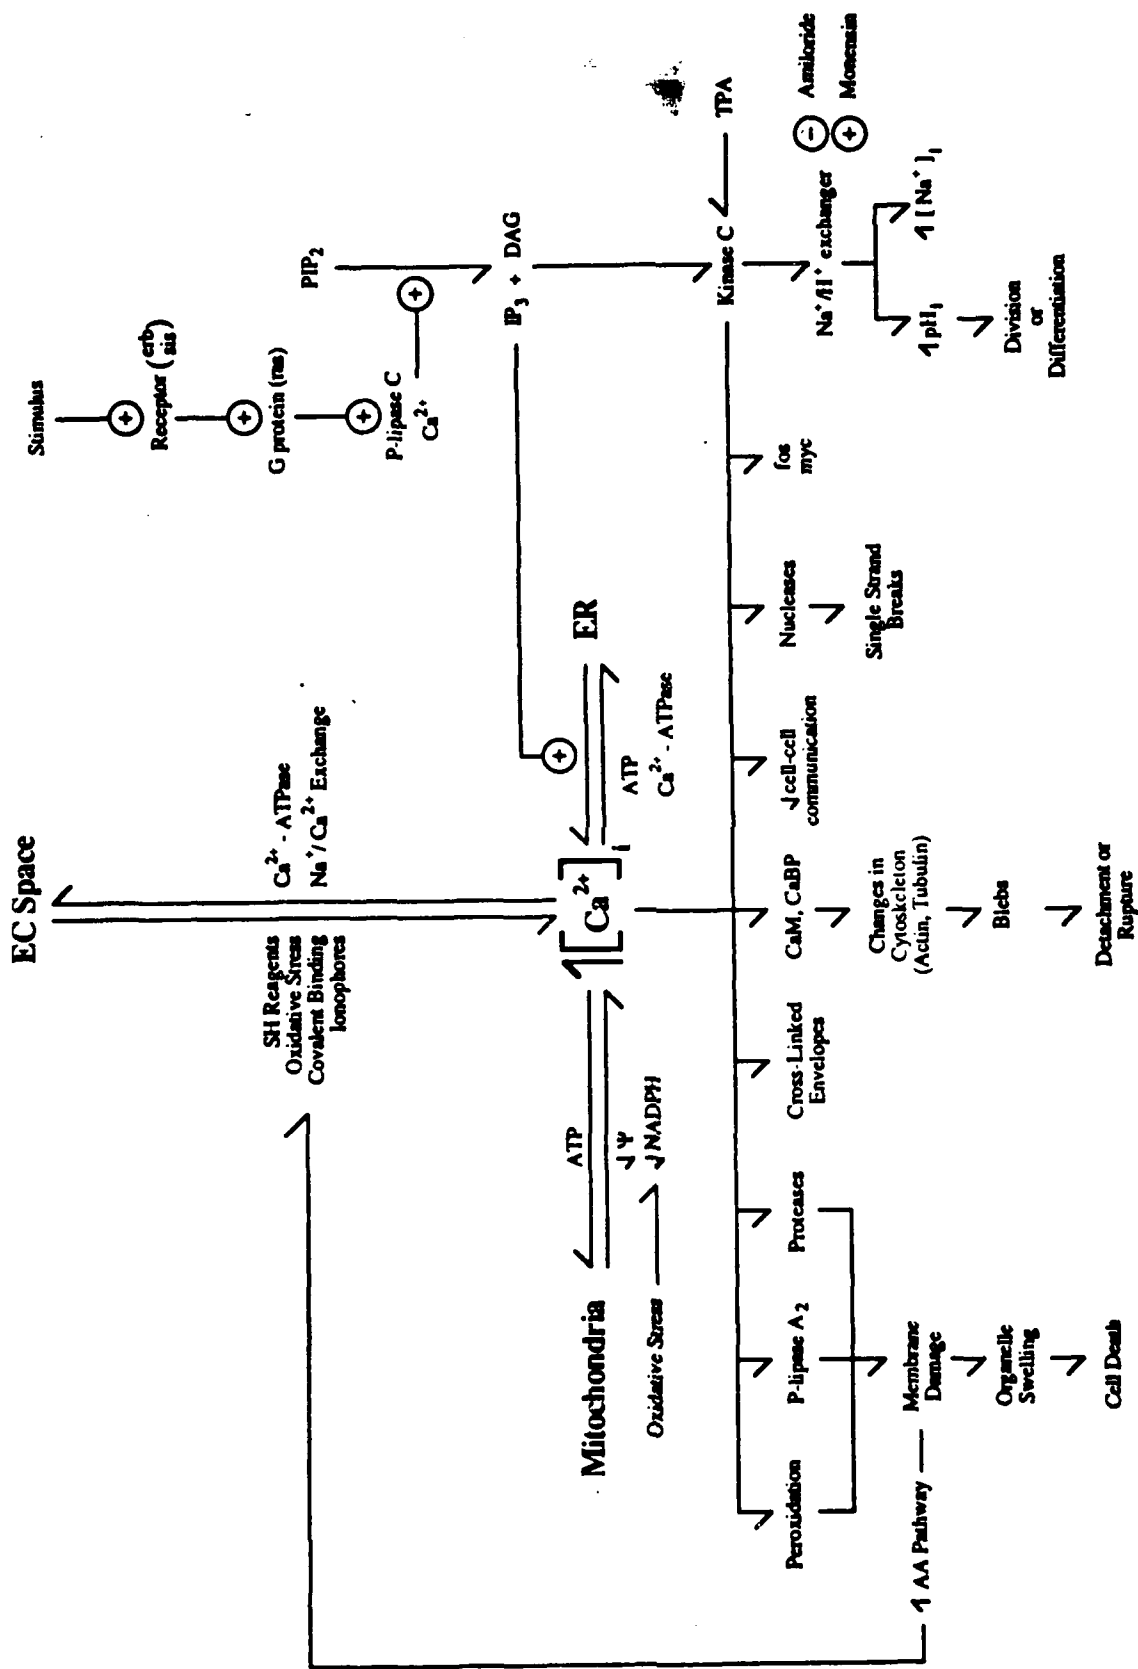 EC Space
SH Reagents
Oxidative Stress
Covalent Binding
Ionophores
Ca²⁺ - ATPase
Na⁺/Ca²⁺ Exchange
Stimulus
Receptor (erb
sis)
G protein (ras)
P-lipase C
Ca²⁺
PIP₂
IP₃ + DAG
Mitochondria
ATP
↓Ψ
↓NADPH
Oxidative Stress
↑[Ca²⁺]i
ATP
Ca²⁺ - ATPase
ER
Kinase C
TPA
Peroxidation
P-lipase A₂
Proteases
Cross-Linked
Envelopes
CaM, CaBP
↓cell-cell
communication
Nucleases
fos
myc
Na⁺/H⁺ exchanger
⊖ Amiloride
⊕ Monensin
↑AA Pathway
Membrane
Damage
Organelle
Swelling
Cell Death
Changes in
Cytoskeleton
(Actin, Tubulin)
Blebs
Detachment or
Rupture
Single Strand
Breaks
↑pHi
↑[Na⁺]i
Division
or
Differentiation